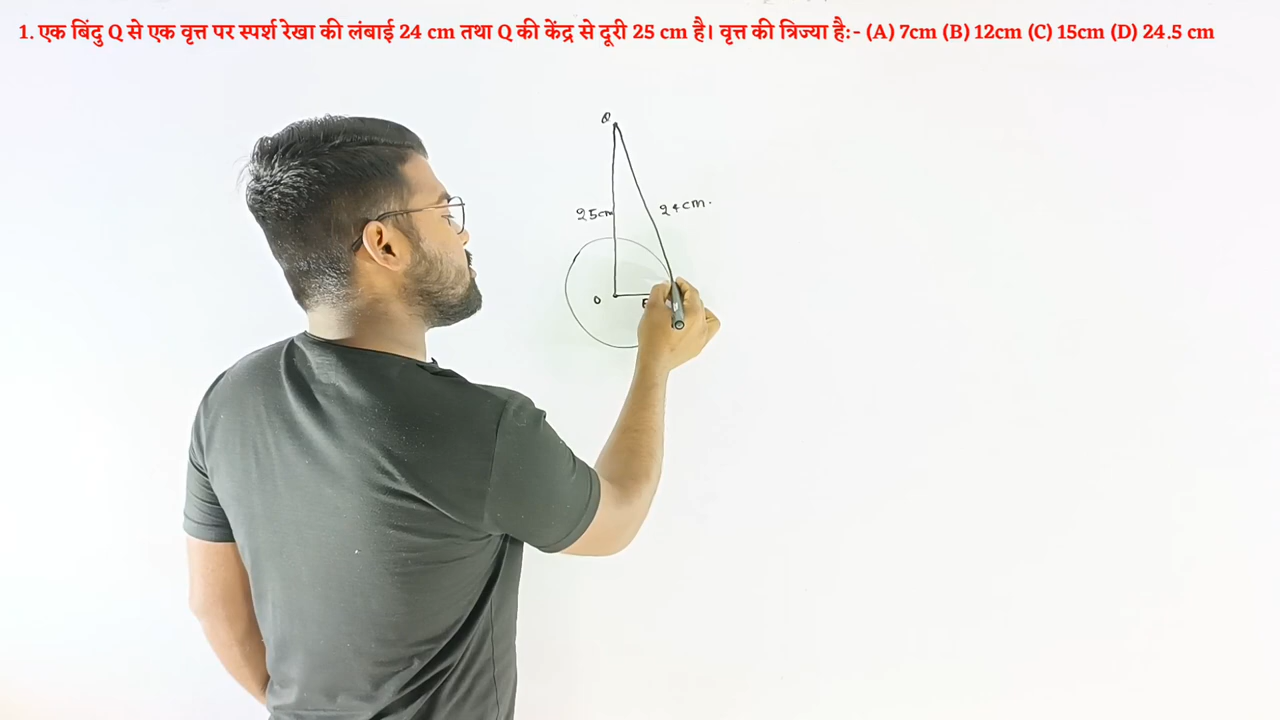 1. एक बिंदु Q से एक वृत्त पर स्पर्श रेखा की लंबाई 24 cm तथा Q की केंद्र से दूरी 25 cm है। वृत्त की त्रिज्या है:- (A) 7cm (B) 12cm (C) 15cm (D) 24.5 cm
Q
25cm
24cm.
O